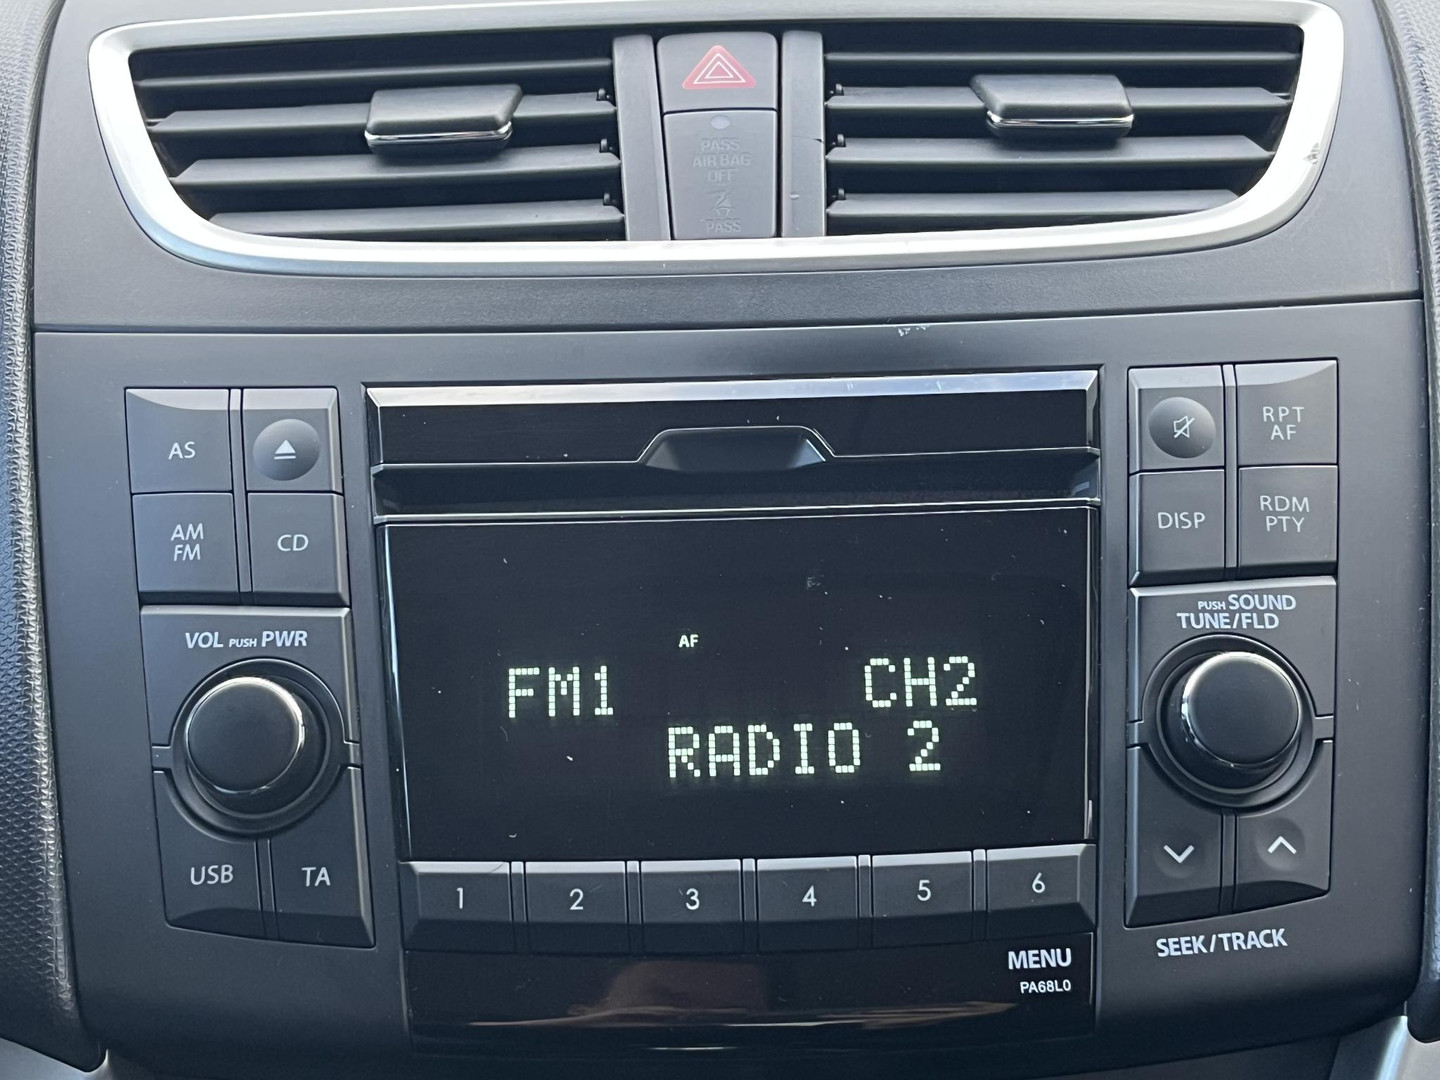 PASS
AIR BAG
OFF
PASS
AS
AM
FM
CD
VOL PUSH PWR
USB
TA
AF
FM1 CH2
RADIO 2
1 2 3 4 5 6
MENU
PA68L0
RPT
AF
DISP
RDM
PTY
PUSH SOUND
TUNE/FLD
SEEK/TRACK